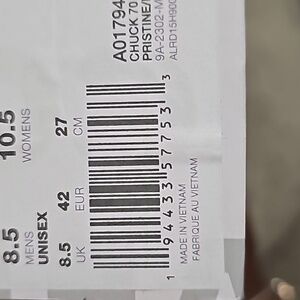 A01794
CHUCK 70
PRISTINE/
9A-2302-M
ALRD15H90
8.5 10.5
MENS WOMENS
UNISEX
8.5 42 27
UK EUR CM
1 94433 57753 3
MADE IN VIETNAM
FABRIQUE AU VIETNAM